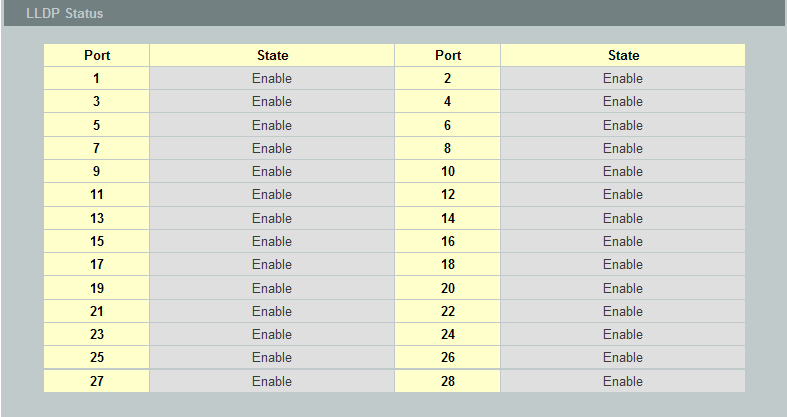 LLDP Status
Port State Port State
1 Enable 2 Enable
3 Enable 4 Enable
5 Enable 6 Enable
7 Enable 8 Enable
9 Enable 10 Enable
11 Enable 12 Enable
13 Enable 14 Enable
15 Enable 16 Enable
17 Enable 18 Enable
19 Enable 20 Enable
21 Enable 22 Enable
23 Enable 24 Enable
25 Enable 26 Enable
27 Enable 28 Enable